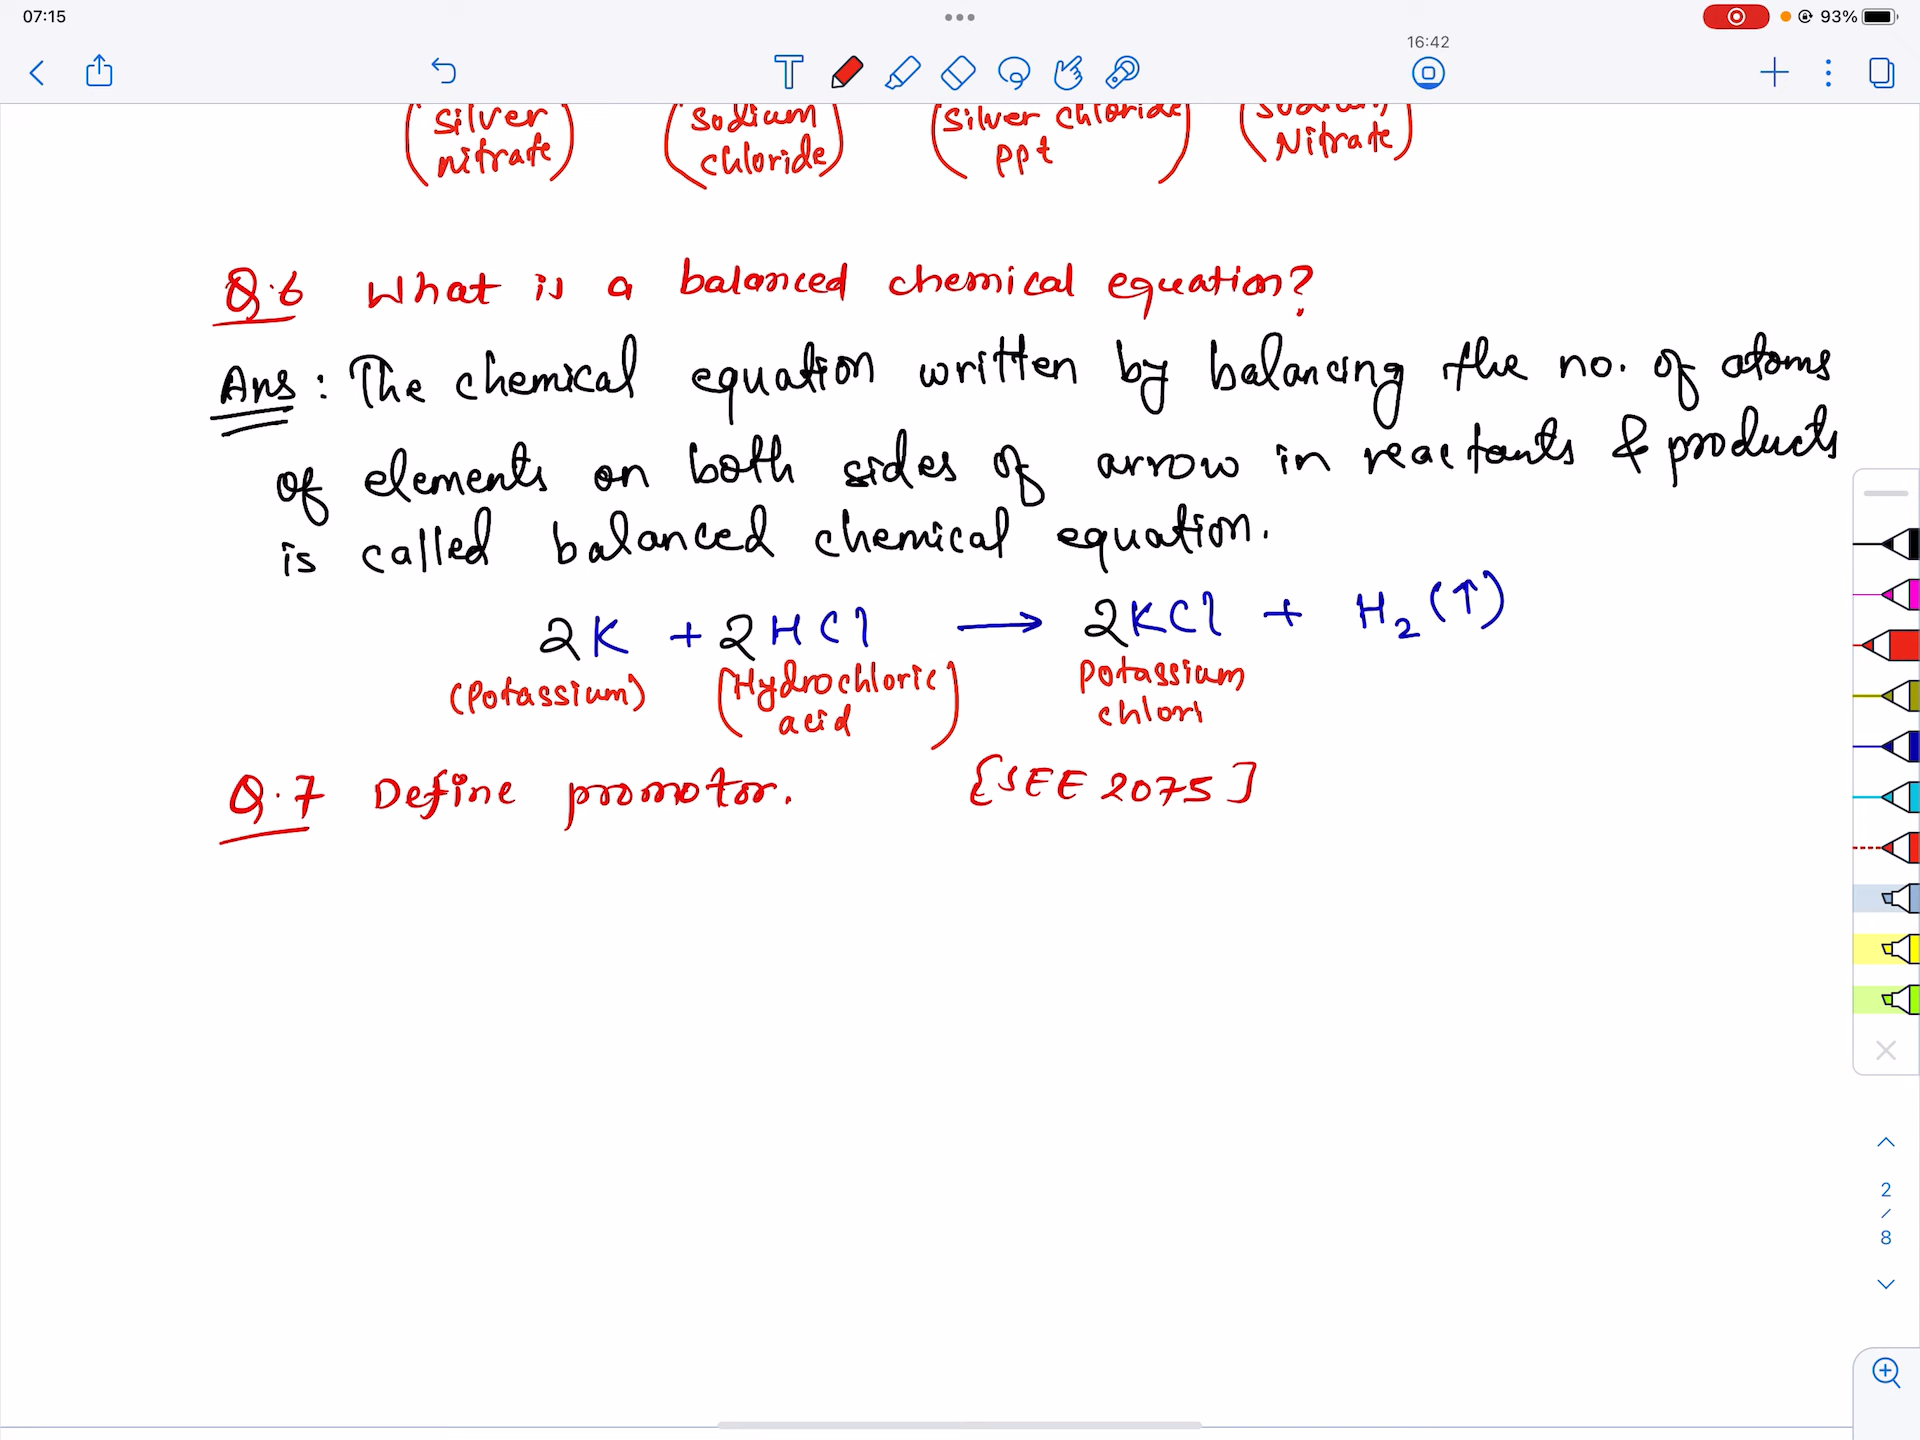 07:15
93%
16:42
(Silver nitrate) (Sodium chloride) (Silver chloride ppt) (Sodium Nitrate)
Q.6 What is a balanced chemical equation?
Ans : The chemical equation written by balancing the no. of atoms
of elements on both sides of arrow in reactants & products
is called balanced chemical equation.
2K + 2HCl → 2KCl + H₂(↑)
(Potassium) (Hydrochloric acid) Potassium chlori
Q.7 Define promotor. [SEE 2075]
2
/
8